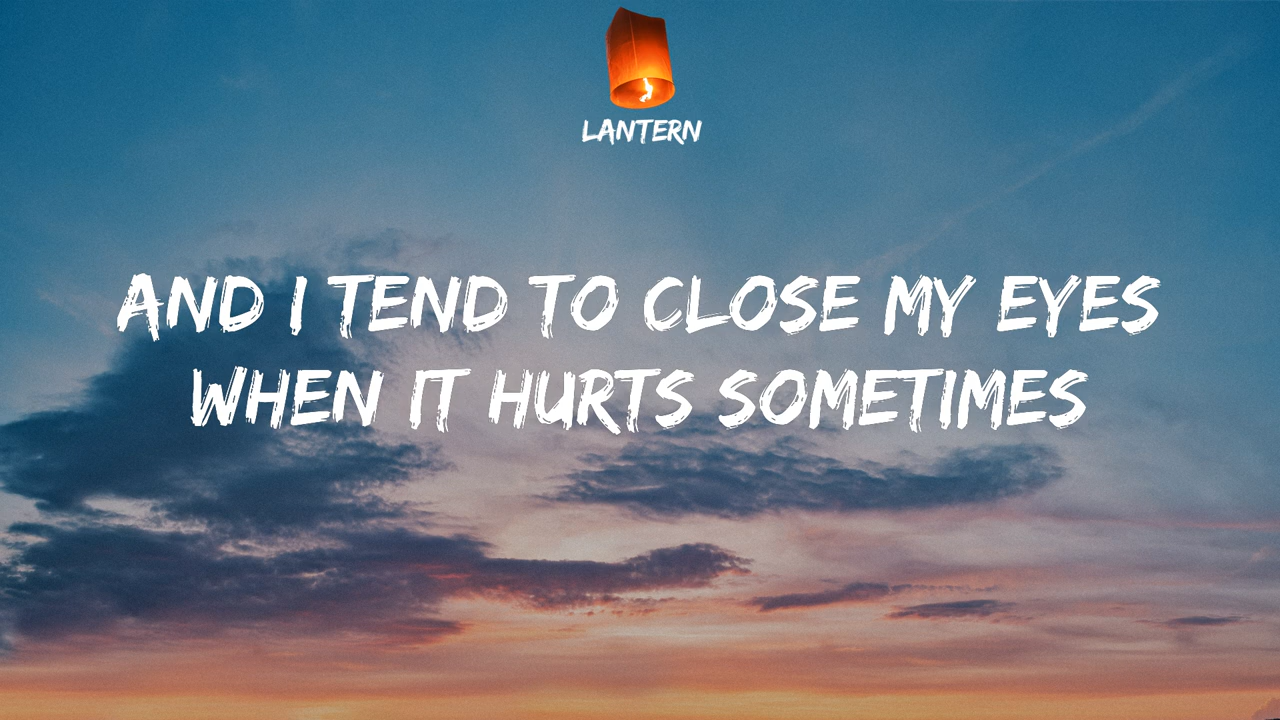 LANTERN
AND I TEND TO CLOSE MY EYES
WHEN IT HURTS SOMETIMES